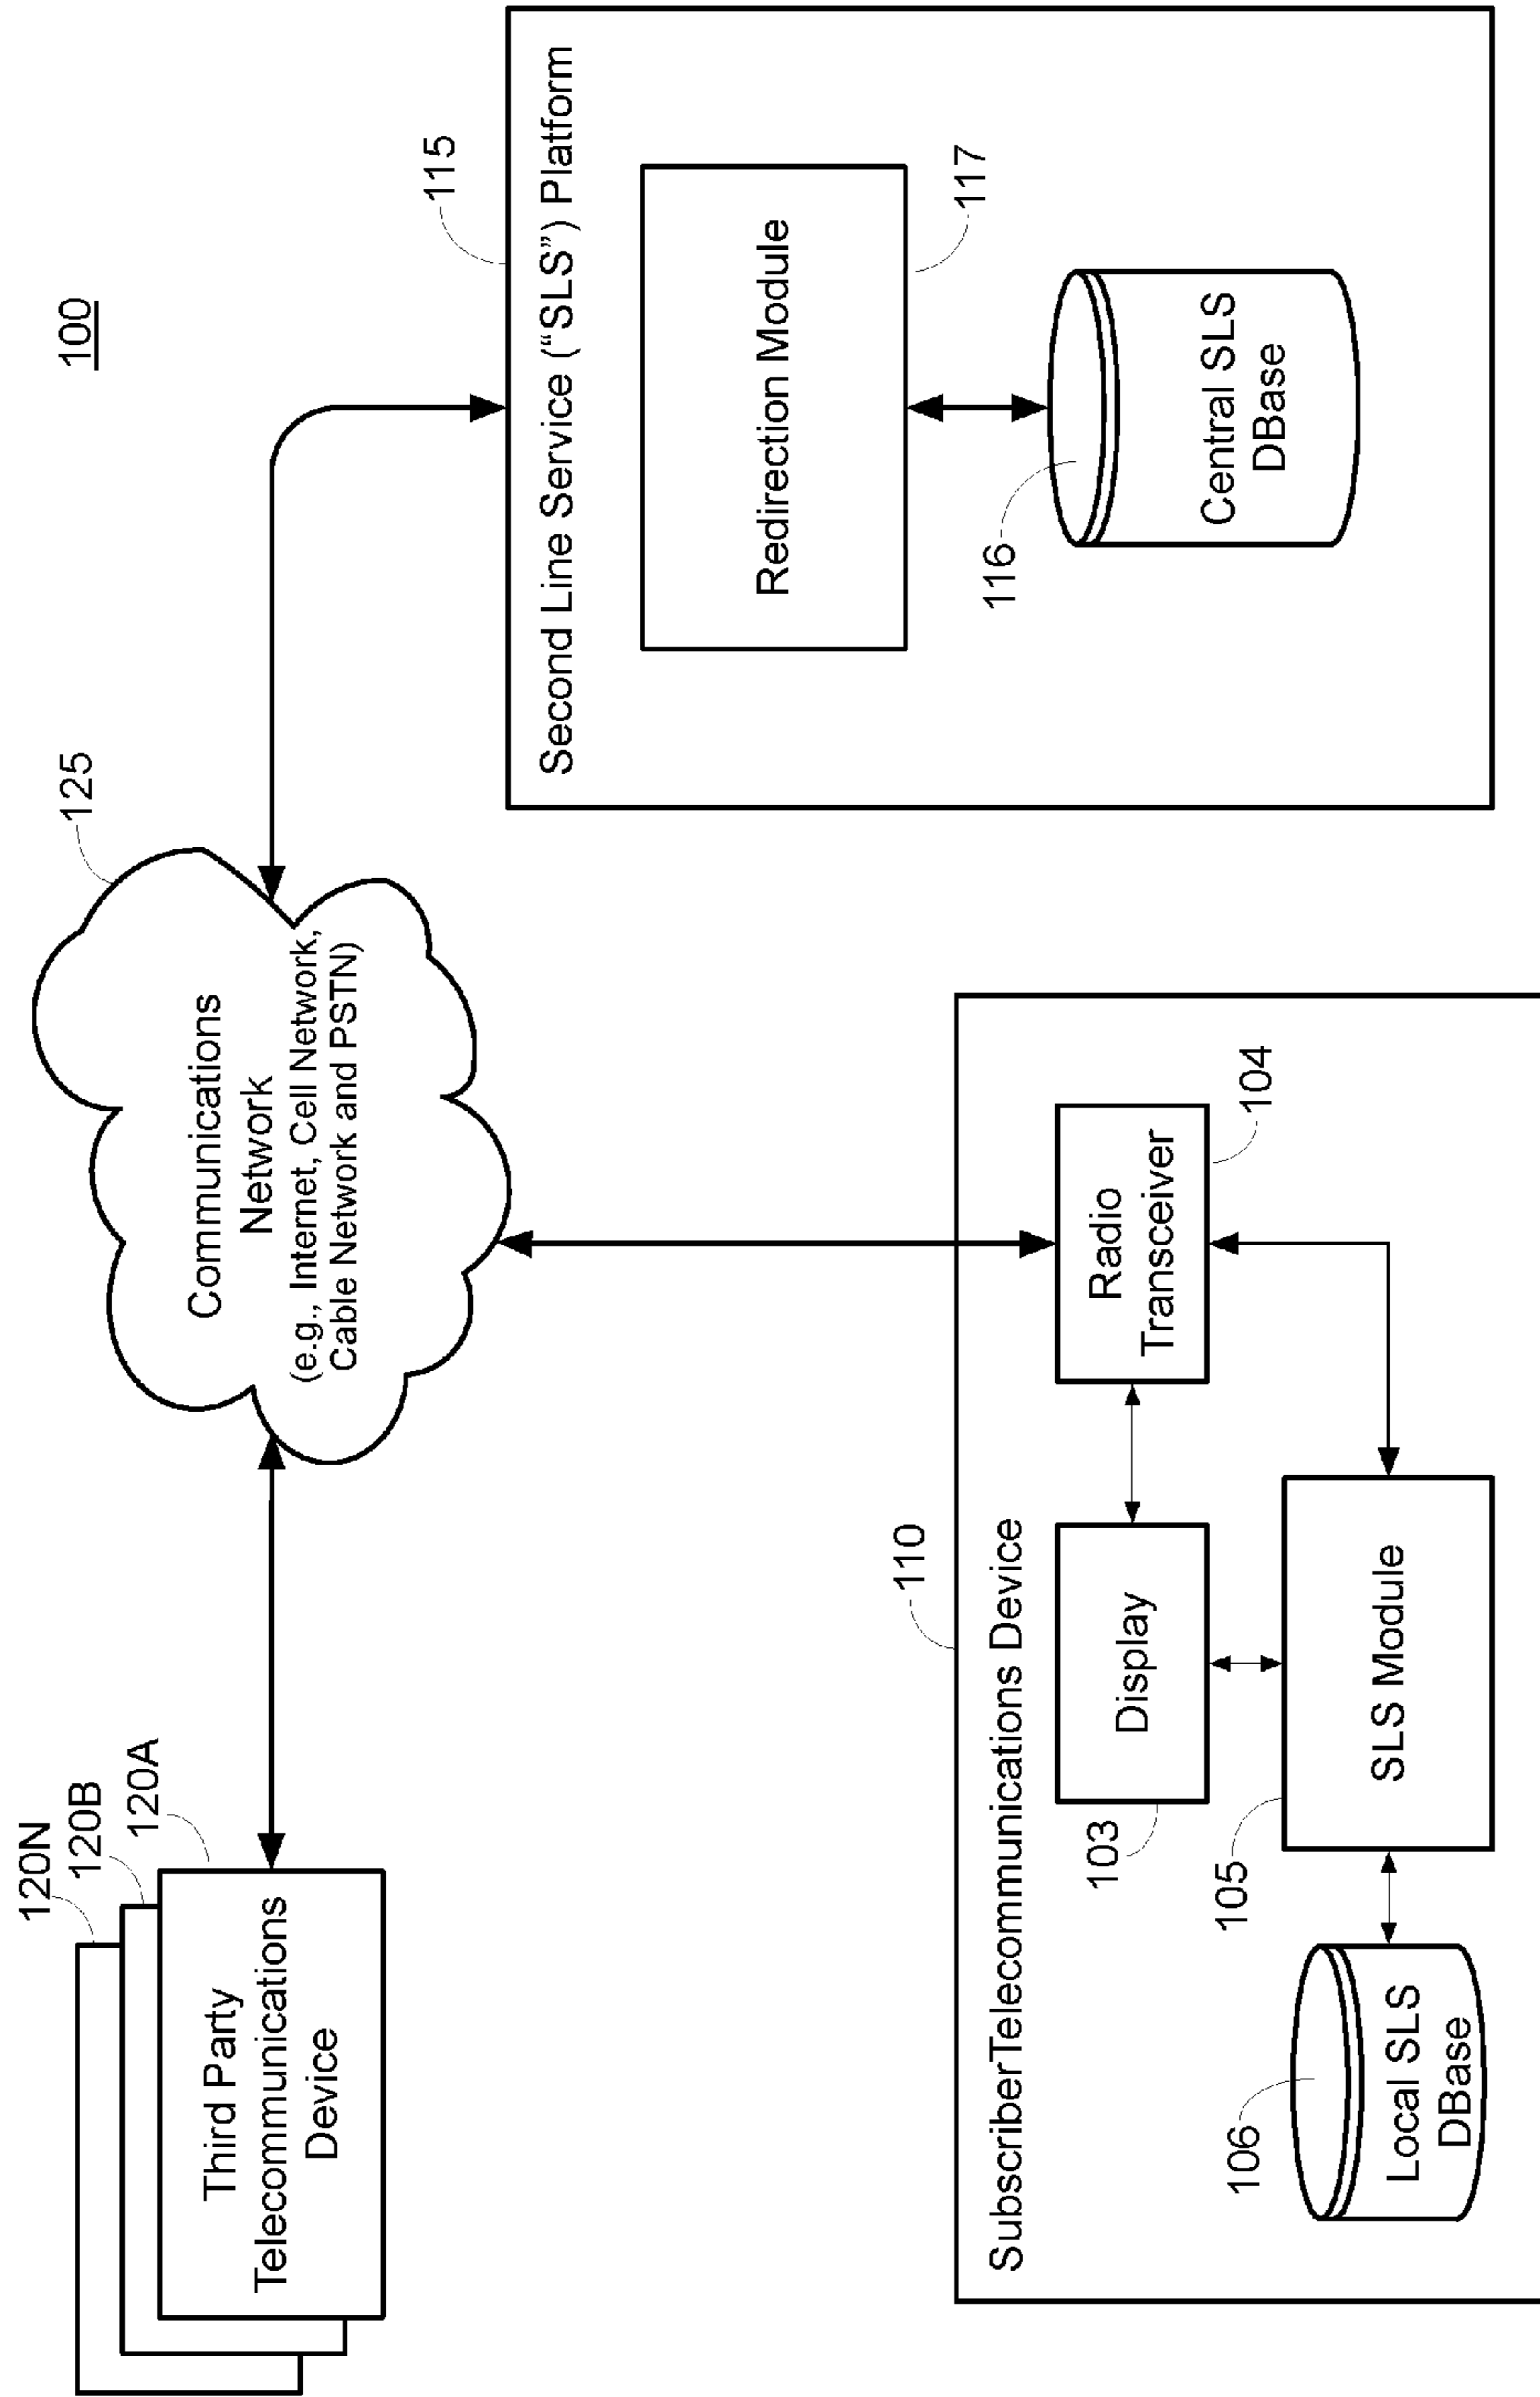 100
120N
120B
120A
Third Party
Telecommunications
Device
125
Communications
Network
(e.g., Internet, Cell Network,
Cable Network and PSTN)
115
Second Line Service (“SLS”) Platform
Redirection Module
117
116
Central SLS
DBase
110
SubscriberTelecommunications Device
Display
103
Radio
Transceiver
104
105
SLS Module
106
Local SLS
DBase